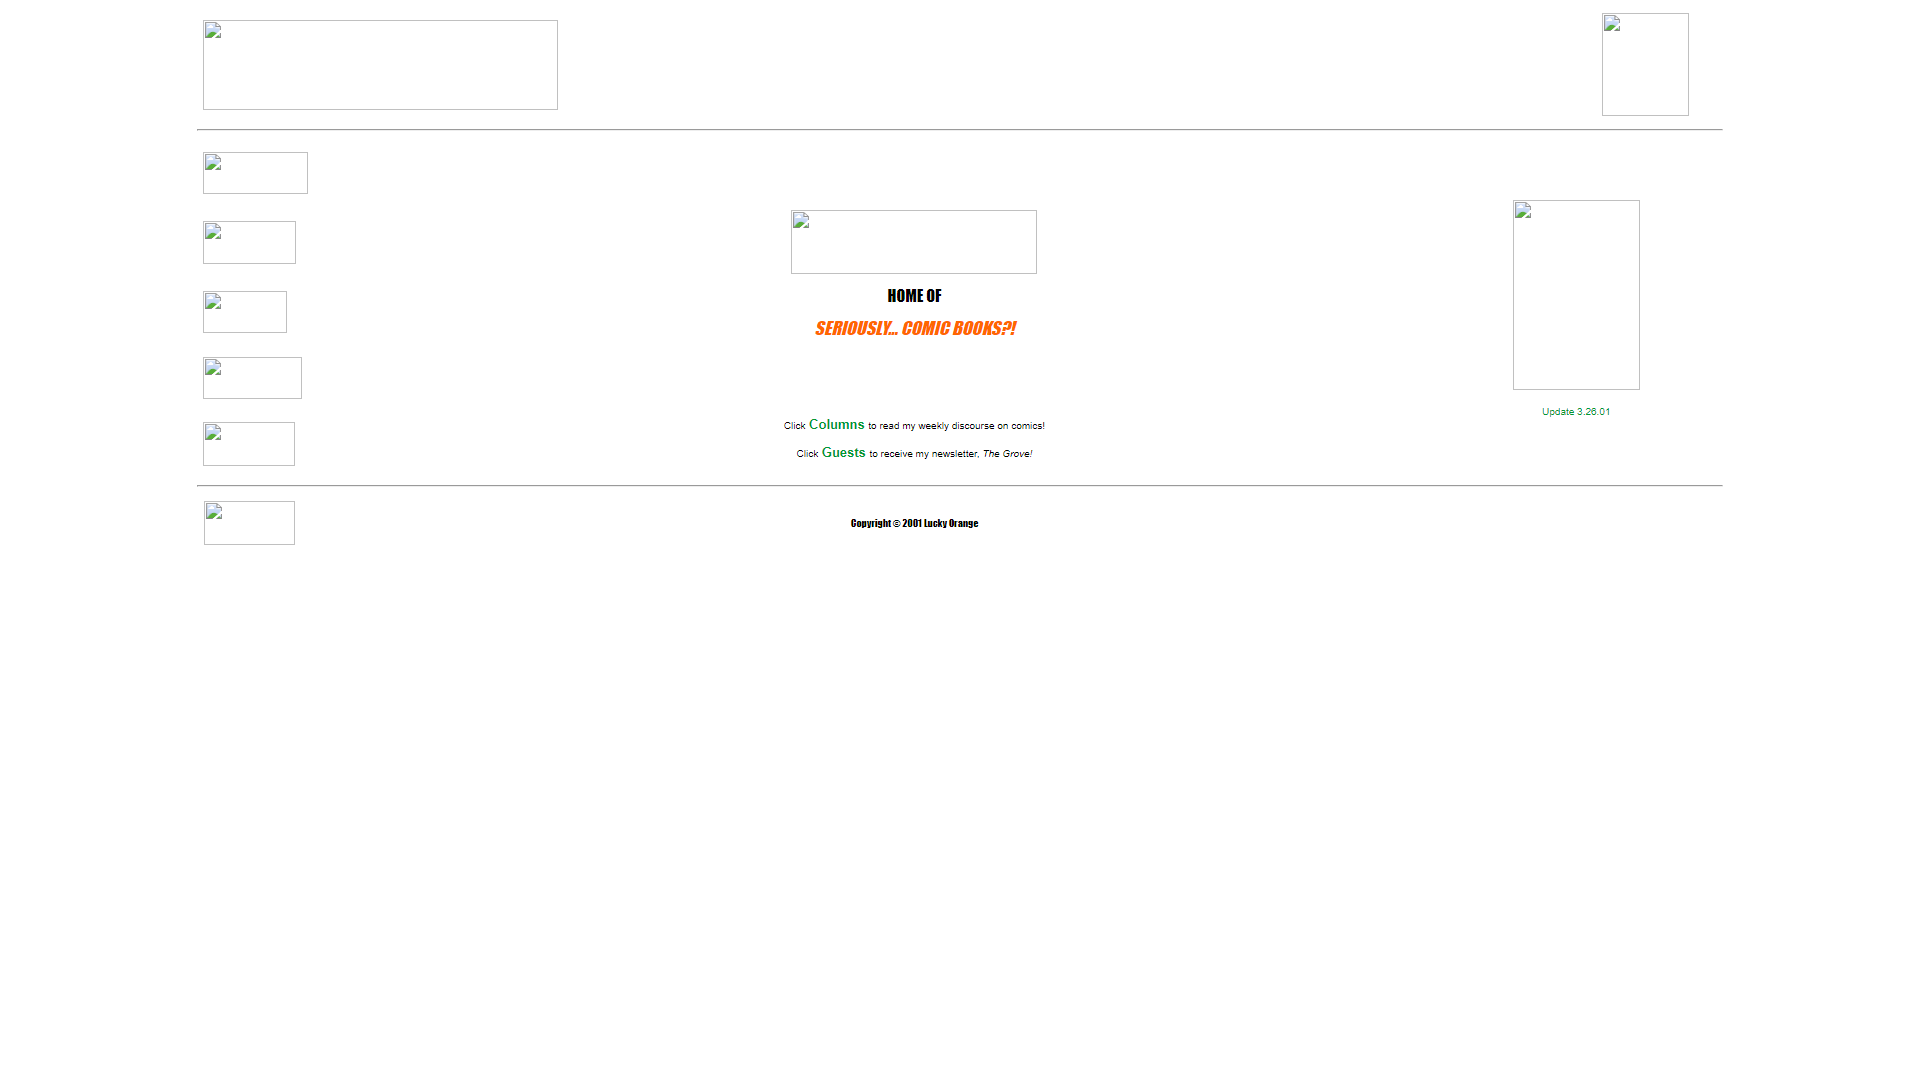 HOME OF
SERIOUSLY... COMIC BOOKS?!
Update 3.26.01
Click Columns to read my weekly discourse on comics!
Click Guests to receive my newsletter, The Grove!
Copyright © 2001 Lucky Orange